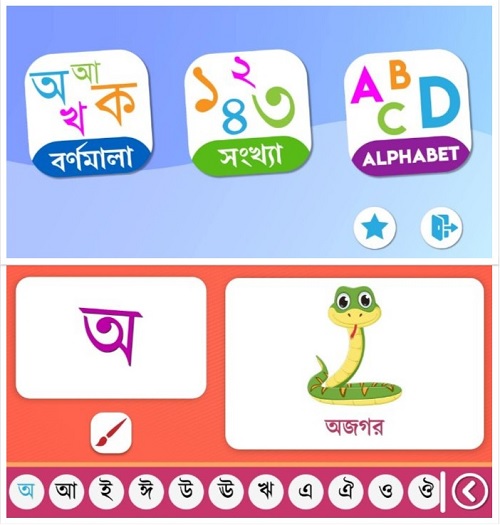 অ আ ক খ
বর্ণমালা
১ ২ ৪ ৩
সংখ্যা
A B C D
ALPHABET
অ
অজগর
অ আ ই ঈ উ ঊ ঋ এ ঐ ও ঔ